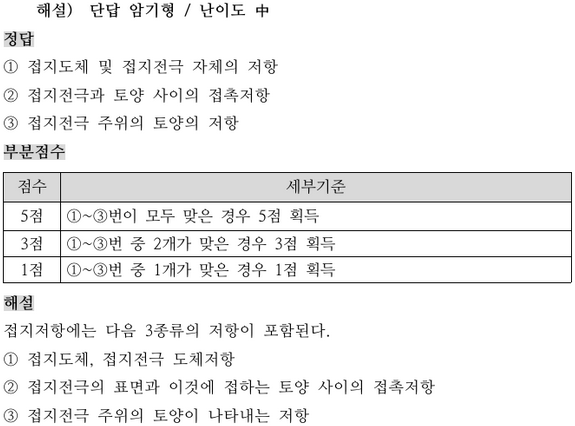 해설) 단답 암기형 / 난이도 中
정답
① 접지도체 및 접지전극 자체의 저항
② 접지전극과 토양 사이의 접촉저항
③ 접지전극 주위의 토양의 저항
부분점수
점수 세부기준
5점 ①~③번이 모두 맞은 경우 5점 획득
3점 ①~③번 중 2개가 맞은 경우 3점 획득
1점 ①~③번 중 1개가 맞은 경우 1점 획득
해설
접지저항에는 다음 3종류의 저항이 포함된다.
① 접지도체, 접지전극 도체저항
② 접지전극의 표면과 이것에 접하는 토양 사이의 접촉저항
③ 접지전극 주위의 토양이 나타내는 저항